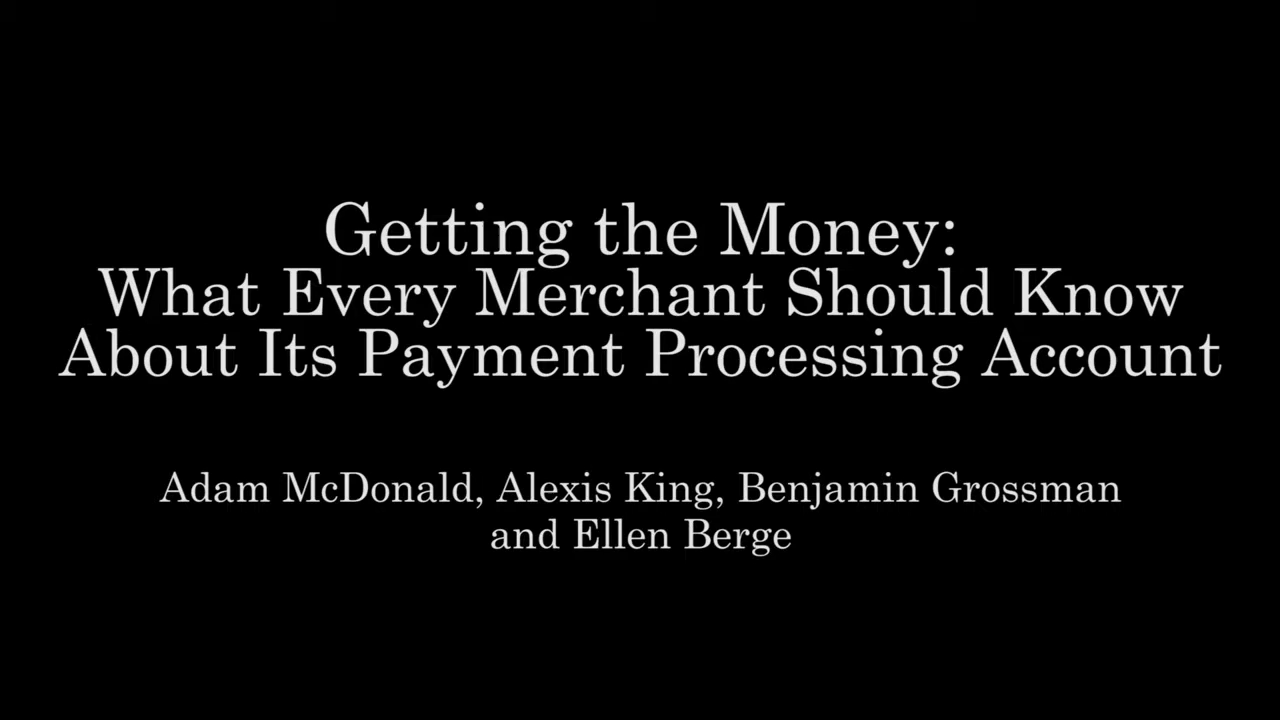 Getting the Money:
What Every Merchant Should Know
About Its Payment Processing Account
Adam McDonald, Alexis King, Benjamin Grossman
and Ellen Berge